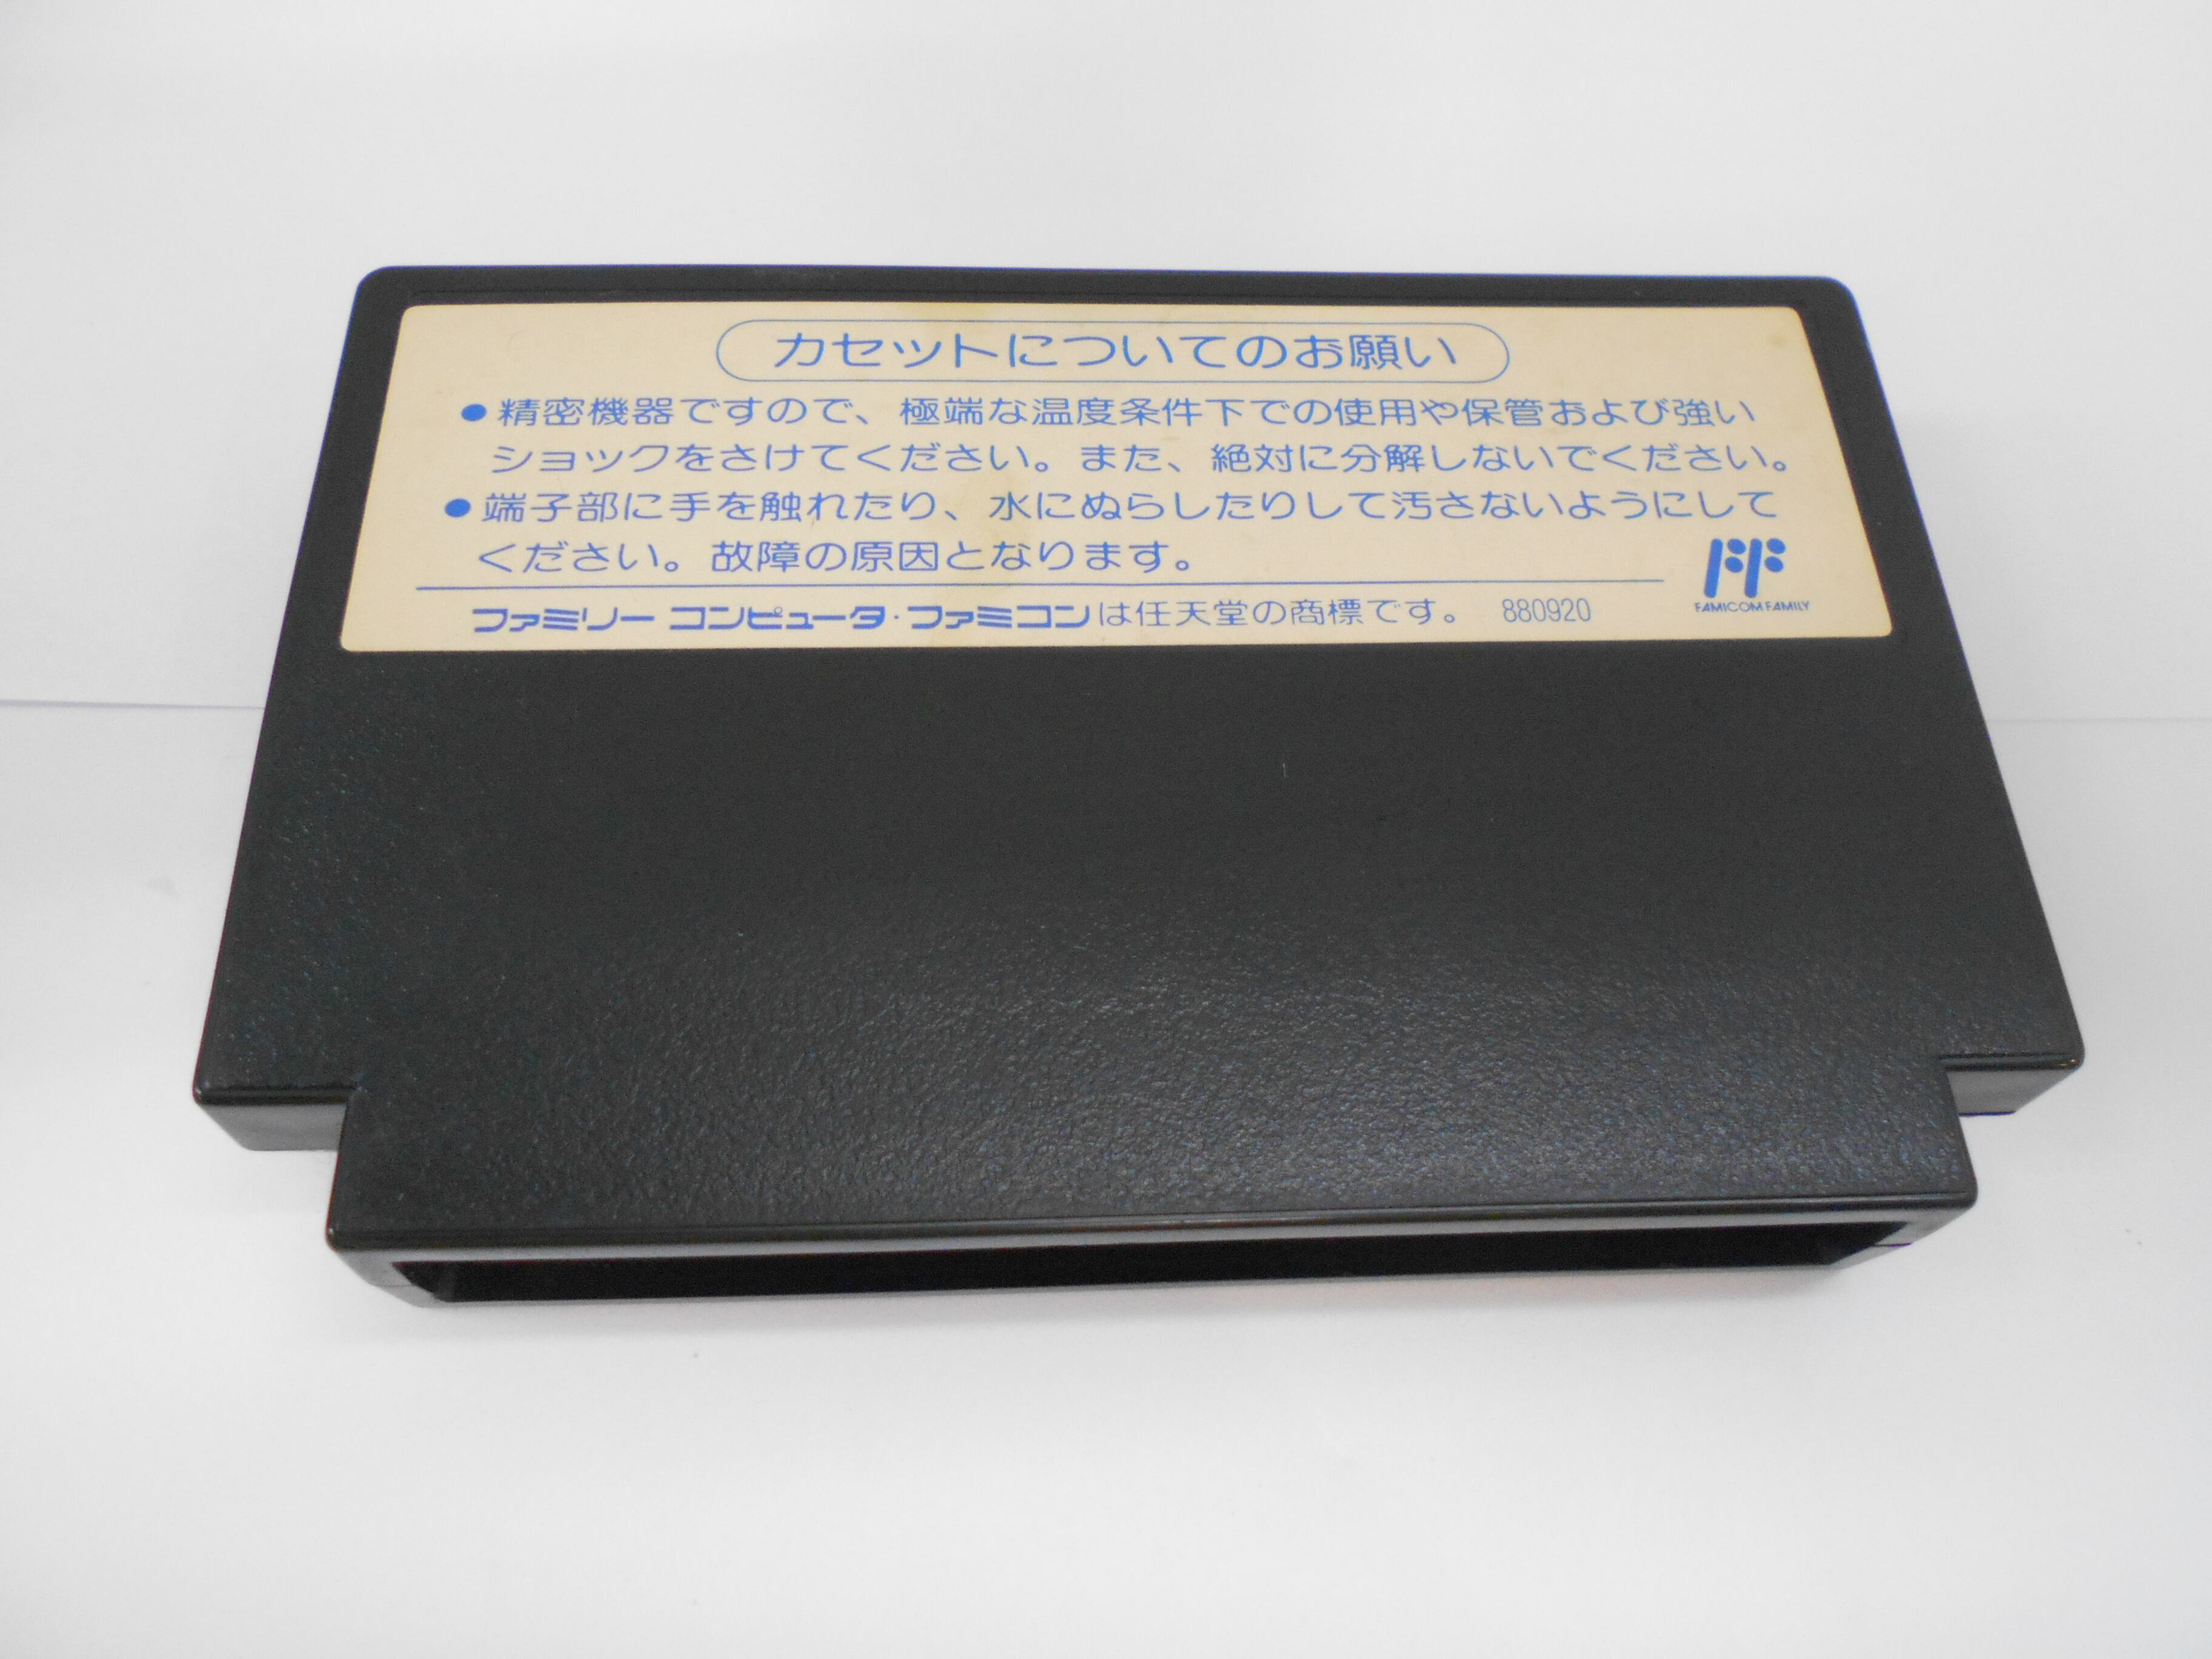 カセットについてのお願い
●精密機器ですので、極端な温度条件下での使用や保管および強い
ショックをさけてください。また、絶対に分解しないでください。
●端子部に手を触れたり、水にぬらしたりして汚さないようにして
ください。故障の原因となります。
ファミリー コンピュータ・ファミコンは任天堂の商標です。 880920
FAMICOM FAMILY